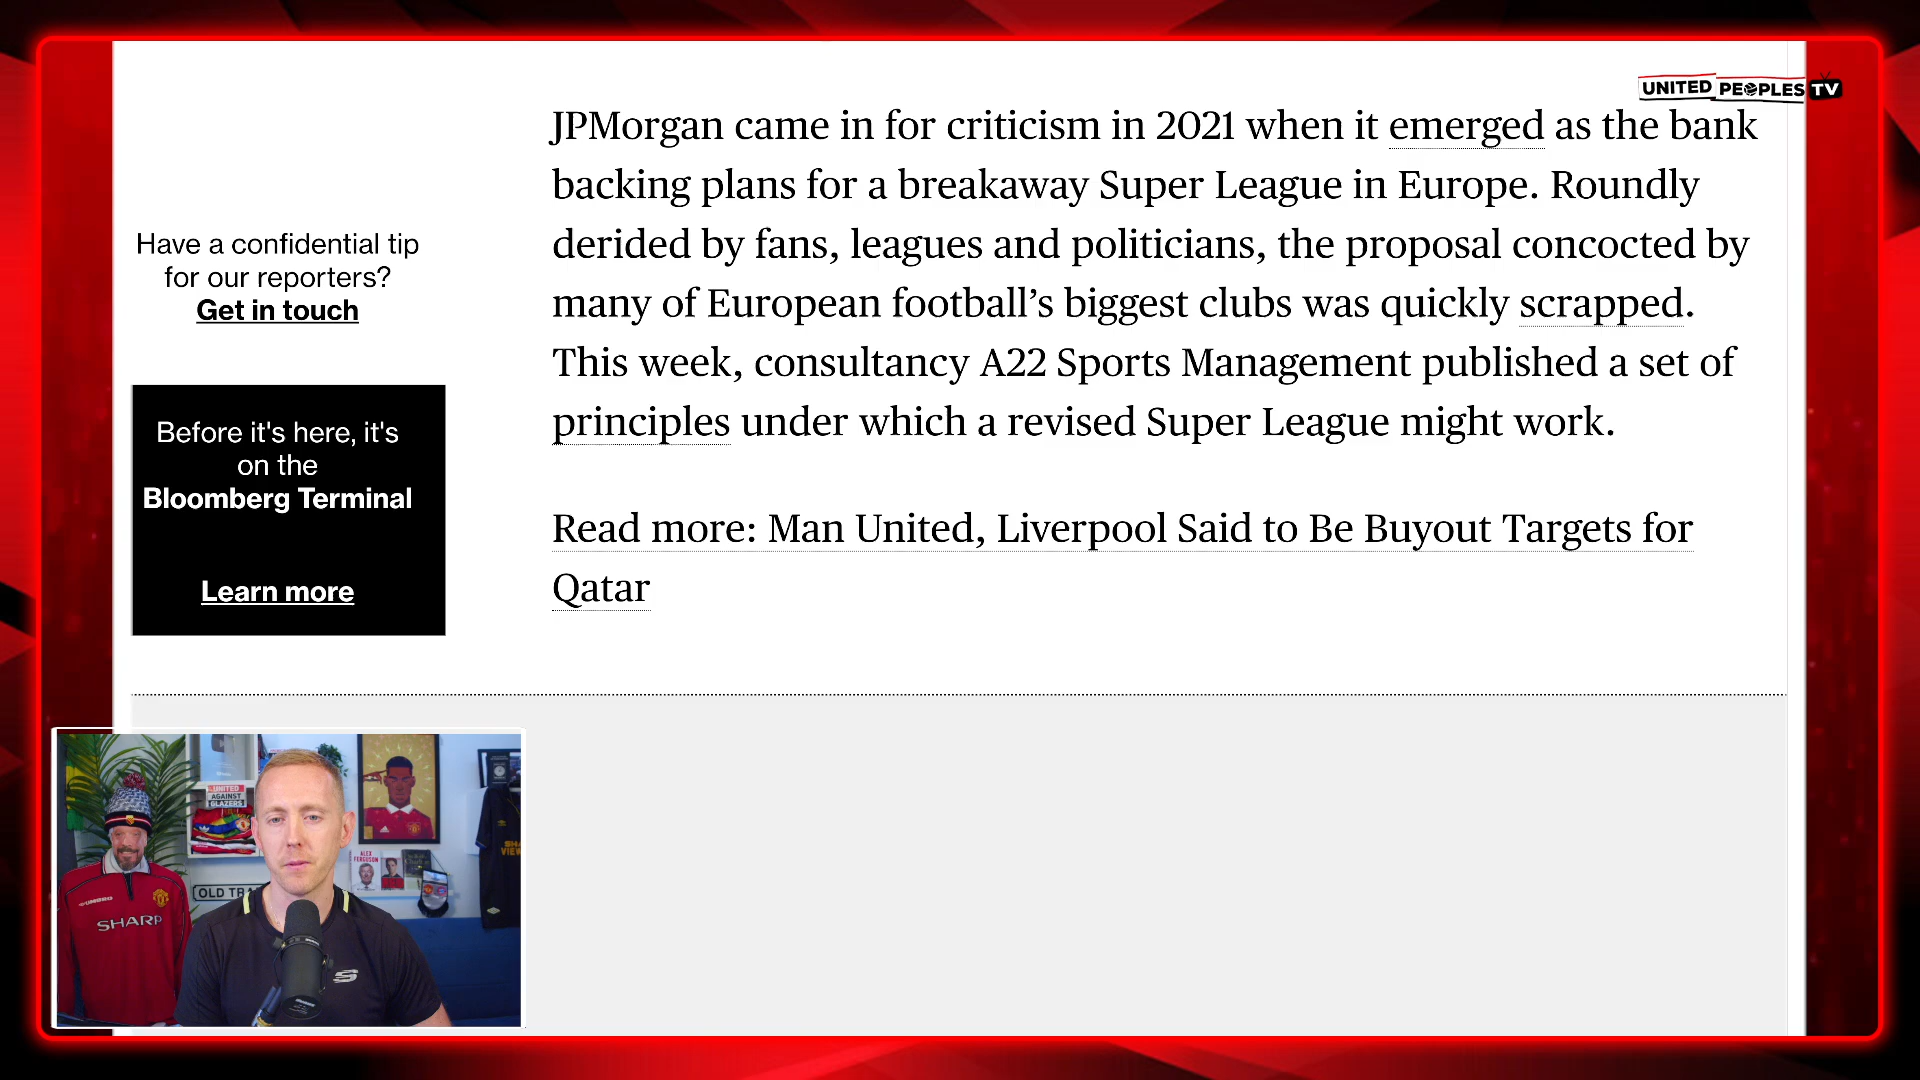 UNITED PEOPLES TV
JPMorgan came in for criticism in 2021 when it emerged as the bank
backing plans for a breakaway Super League in Europe. Roundly
derided by fans, leagues and politicians, the proposal concocted by
many of European football’s biggest clubs was quickly scrapped.
This week, consultancy A22 Sports Management published a set of
principles under which a revised Super League might work.
Read more: Man United, Liverpool Said to Be Buyout Targets for
Qatar
Have a confidential tip
for our reporters?
Get in touch
Before it's here, it's
on the
Bloomberg Terminal
Learn more
UNITED
AGAINST
GLAZERS
ALEX
FERGUSON
OLD TRA
UMBRO
SHARP